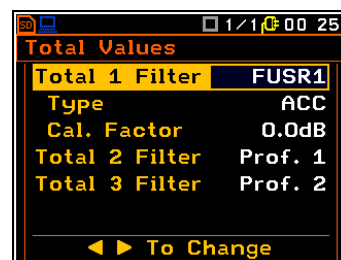 1/1 00 25
Total Values
Total 1 Filter FUSR1
Type ACC
Cal. Factor 0.0dB
Total 2 Filter Prof. 1
Total 3 Filter Prof. 2
To Change